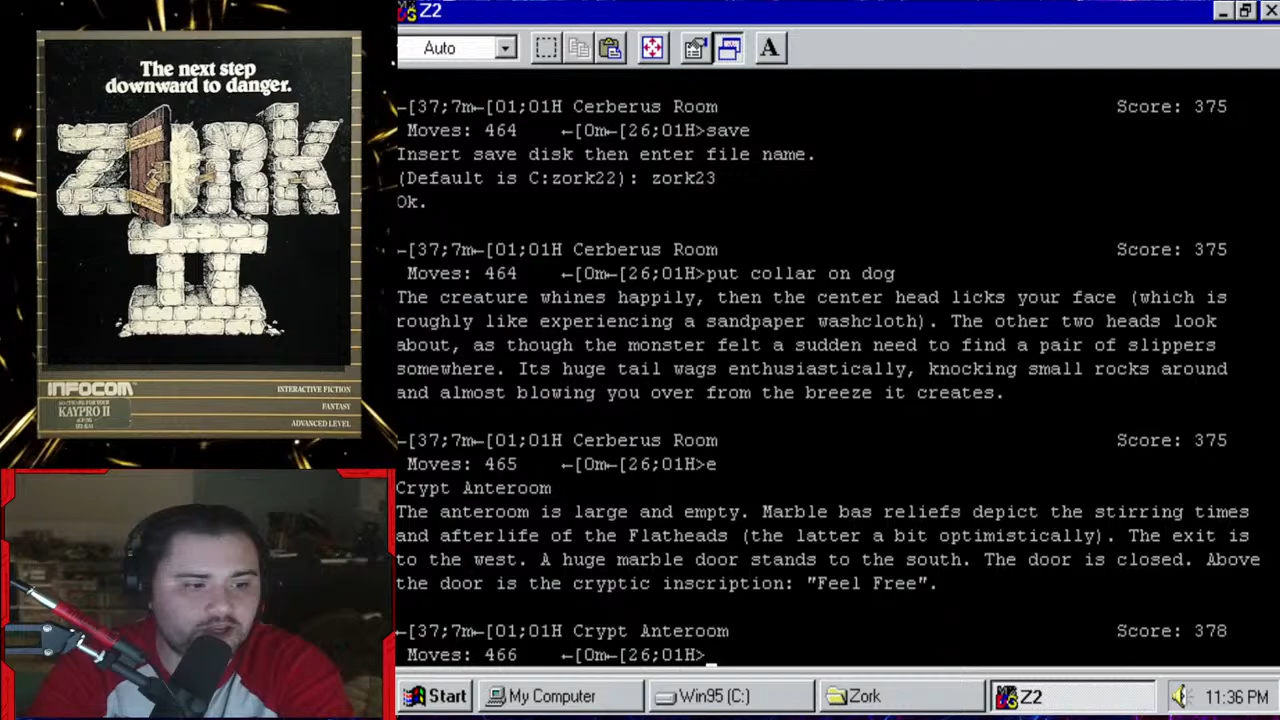 The next step
downward to danger.
ZORK
II
INFOCOM
INTERACTIVE FICTION
FANTASY
ADVANCED LEVEL
KAYPRO II
Z2
Auto
A
←[37;7m←[01;01H Cerberus Room Score: 375
Moves: 464 ←[0m←[26;01H>save
Insert save disk then enter file name.
(Default is C:zork22): zork23
Ok.
←[37;7m←[01;01H Cerberus Room Score: 375
Moves: 464 ←[0m←[26;01H>put collar on dog
The creature whines happily, then the center head licks your face (which is
roughly like experiencing a sandpaper washcloth). The other two heads look
about, as though the monster felt a sudden need to find a pair of slippers
somewhere. Its huge tail wags enthusiastically, knocking small rocks around
and almost blowing you over from the breeze it creates.
←[37;7m←[01;01H Cerberus Room Score: 375
Moves: 465 ←[0m←[26;01H>e
Crypt Anteroom
The anteroom is large and empty. Marble bas reliefs depict the stirring times
and afterlife of the Flatheads (the latter a bit optimistically). The exit is
to the west. A huge marble door stands to the south. The door is closed. Above
the door is the cryptic inscription: "Feel Free".
←[37;7m←[01;01H Crypt Anteroom Score: 378
Moves: 466 ←[0m←[26;01H>_
Start My Computer Win95 (C:) Zork Z2 11:36 PM